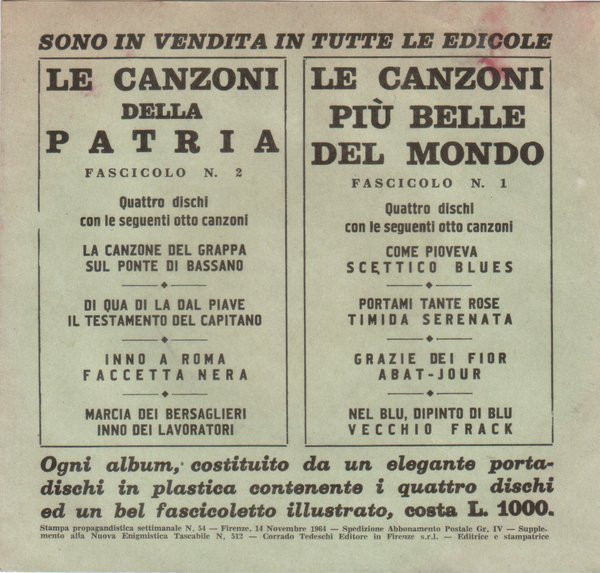 SONO IN VENDITA IN TUTTE LE EDICOLE
LE CANZONI
DELLA
PATRIA
FASCICOLO N. 2
Quattro dischi
con le seguenti otto canzoni
LA CANZONE DEL GRAPPA
SUL PONTE DI BASSANO
DI QUA DI LA DAL PIAVE
IL TESTAMENTO DEL CAPITANO
INNO A ROMA
FACCETTA NERA
MARCIA DEI BERSAGLIERI
INNO DEI LAVORATORI
LE CANZONI
PIÙ BELLE
DEL MONDO
FASCICOLO N. 1
Quattro dischi
con le seguenti otto canzoni
COME PIOVEVA
SCETTICO BLUES
PORTAMI TANTE ROSE
TIMIDA SERENATA
GRAZIE DEI FIOR
ABAT-JOUR
NEL BLU, DIPINTO DI BLU
VECCHIO FRACK
Ogni album, costituito da un elegante porta-
dischi in plastica contenente i quattro dischi
ed un bel fascicoletto illustrato, costa L. 1000.
Stampa propagandistica settimanale N. 54 — Firenze, 14 Novembre 1964 — Spedizione Abbonamento Postale Gr. IV — Supple-
mento alla Nuova Enigmistica Tascabile N. 512 — Corrado Tedeschi Editore in Firenze s.r.l. — Editrice e stampatrice